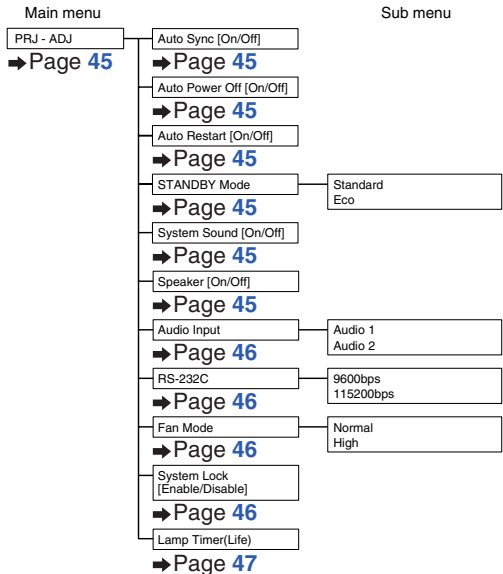 Main menu
Sub menu
PRJ - ADJ
➡Page 45
Auto Sync [On/Off]
➡Page 45
Auto Power Off [On/Off]
➡Page 45
Auto Restart [On/Off]
➡Page 45
STANDBY Mode
➡Page 45
Standard
Eco
System Sound [On/Off]
➡Page 45
Speaker [On/Off]
➡Page 45
Audio Input
➡Page 46
Audio 1
Audio 2
RS-232C
➡Page 46
9600bps
115200bps
Fan Mode
➡Page 46
Normal
High
System Lock
[Enable/Disable]
➡Page 46
Lamp Timer(Life)
➡Page 47